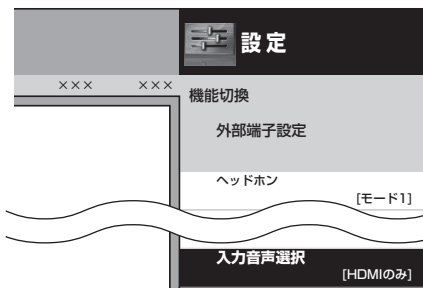 設定
××× ×××
機能切換
外部端子設定
ヘッドホン
[モード1]
入力音声選択
[HDMIのみ]